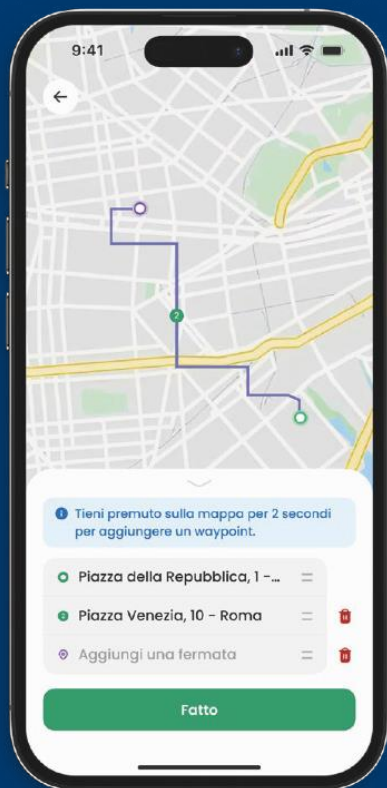 9:41
2
Tieni premuto sulla mappa per 2 secondi
per aggiungere un waypoint.
Piazza della Repubblica, 1 -...
Piazza Venezia, 10 - Roma
Aggiungi una fermata
Fatto